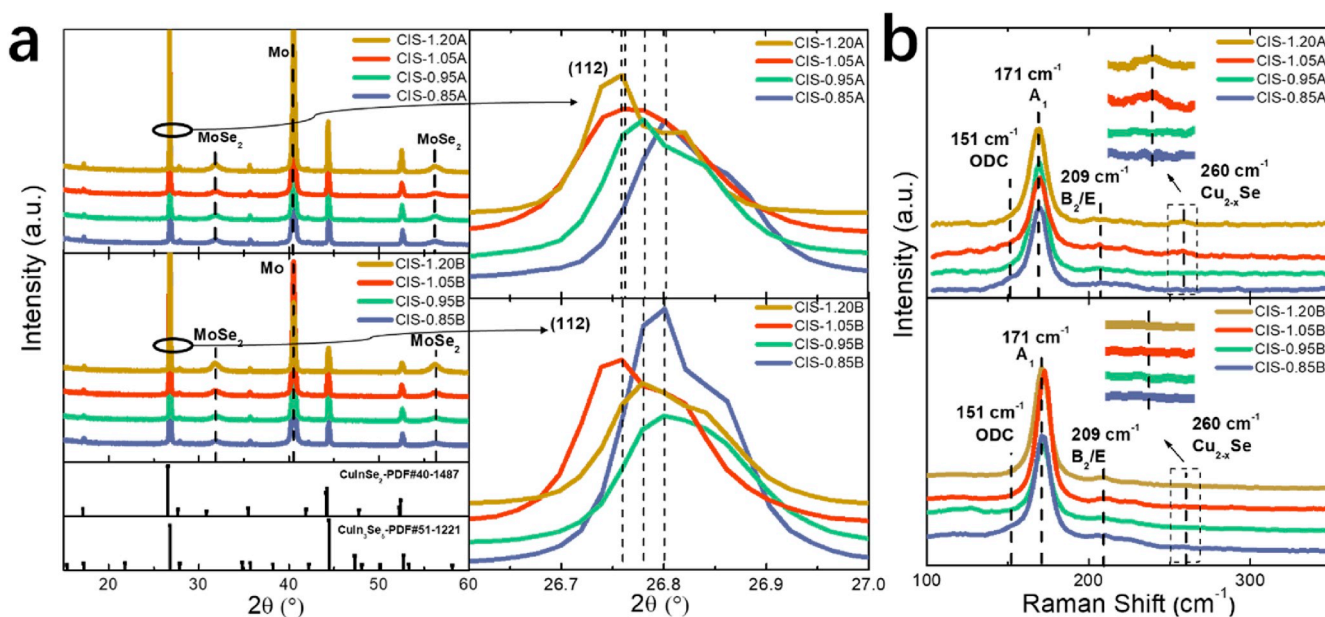 a
Intensity (a.u.)
Mo
CIS-1.20A
CIS-1.05A
CIS-0.95A
CIS-0.85A
MoSe2
MoSe2
(112)
CIS-1.20A
CIS-1.05A
CIS-0.95A
CIS-0.85A
Mo
CIS-1.20B
CIS-1.05B
CIS-0.95B
CIS-0.85B
MoSe2
MoSe2
(112)
CIS-1.20B
CIS-1.05B
CIS-0.95B
CIS-0.85B
CuInSe2-PDF#40-1487
CuIn3Se5-PDF#51-1221
20 30 40 50 60
2θ (°)
26.7 26.8 26.9 27.0
2θ (°)
b
Intensity (a.u.)
171 cm-1
A1
151 cm-1
ODC
209 cm-1
B2/E
260 cm-1
Cu2-xSe
CIS-1.20A
CIS-1.05A
CIS-0.95A
CIS-0.85A
171 cm-1
A1
151 cm-1
ODC
209 cm-1
B2/E
260 cm-1
Cu2-xSe
CIS-1.20B
CIS-1.05B
CIS-0.95B
CIS-0.85B
100 200 300
Raman Shift (cm-1)